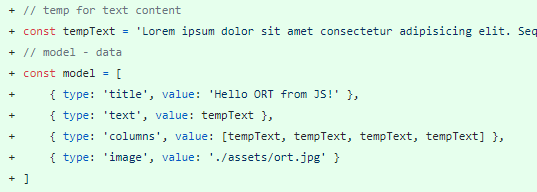 + // temp for text content
+ const tempText = 'Lorem ipsum dolor sit amet consectetur adipisicing elit. Seq
+ // model - data
+ const model = [
+     { type: 'title', value: 'Hello ORT from JS!' },
+     { type: 'text', value: tempText },
+     { type: 'columns', value: [tempText, tempText, tempText, tempText] },
+     { type: 'image', value: './assets/ort.jpg' }
+ ]